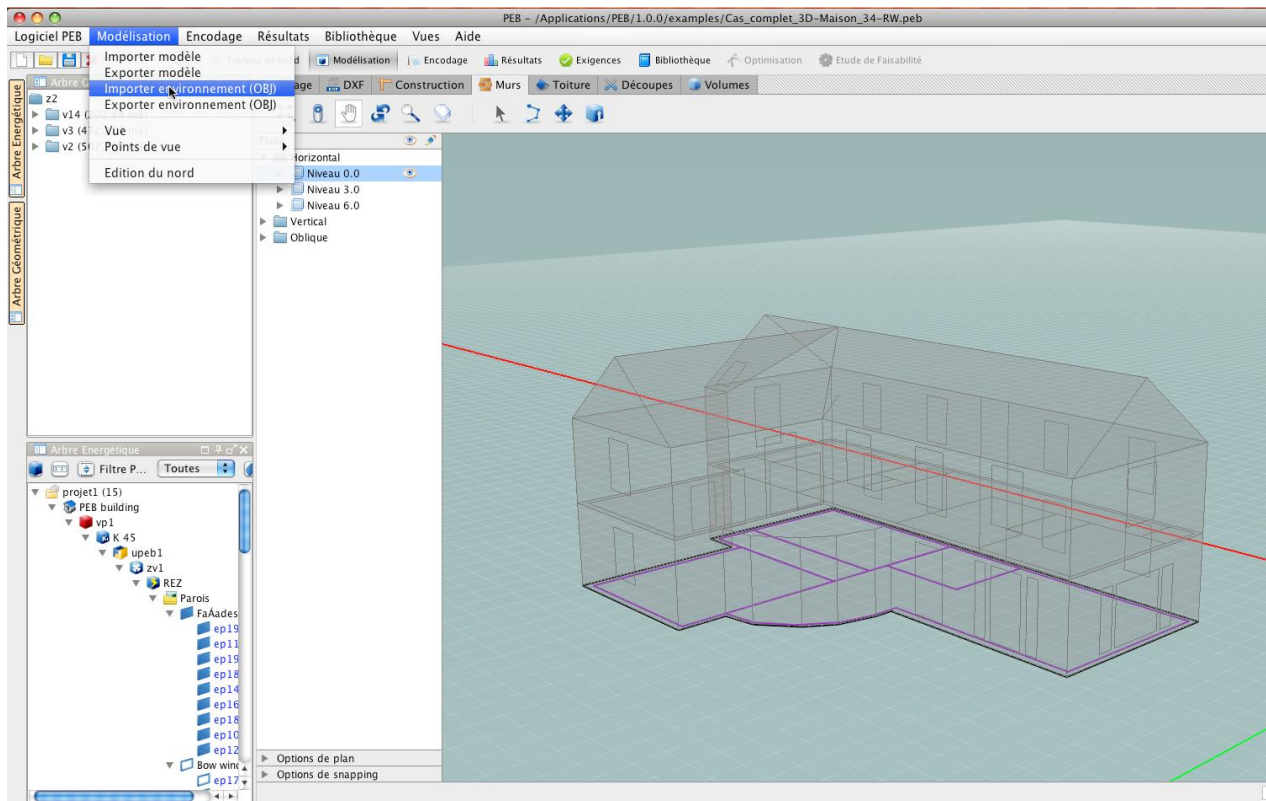 PEB – /Applications/PEB/1.0.0/examples/Cas_complet_3D-Maison_34-RW.peb
Logiciel PEB Modélisation Encodage Résultats Bibliothèque Vues Aide
Importer modèle
Exporter modèle
Importer environnement (OBJ)
Exporter environnement (OBJ)
Vue
Points de vue
Edition du nord
Modélisation Encodage Résultats Exigences Bibliothèque Optimisation Etude de Faisabilité
DXF Construction Murs Toiture Découpes Volumes
Arbre Energétique
Arbre Géométrique
z2
v14
v3
v2
Horizontal
Niveau 0.0
Niveau 3.0
Niveau 6.0
Vertical
Oblique
Arbre Energétique
Filtre P... Toutes
projet1 (15)
PEB building
vp1
K 45
upeb1
zv1
REZ
Parois
FaÁades
ep19
ep11
ep19
ep18
ep14
ep16
ep18
ep10
ep12
Bow wind
ep17
Options de plan
Options de snapping